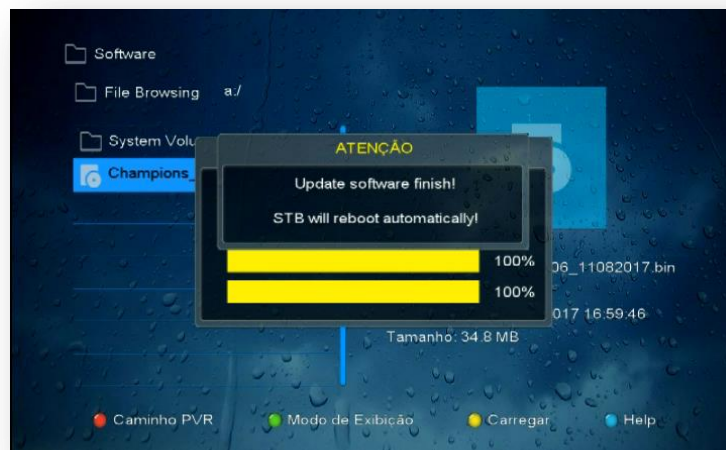 Software
File Browsing a:/
System Volu
Champions_
ATENÇÃO
Update software finish!
STB will reboot automatically!
100%
06_11082017.bin
100%
017 16:59:46
Tamanho: 34.8 MB
Caminho PVR
Modo de Exibição
Carregar
Help